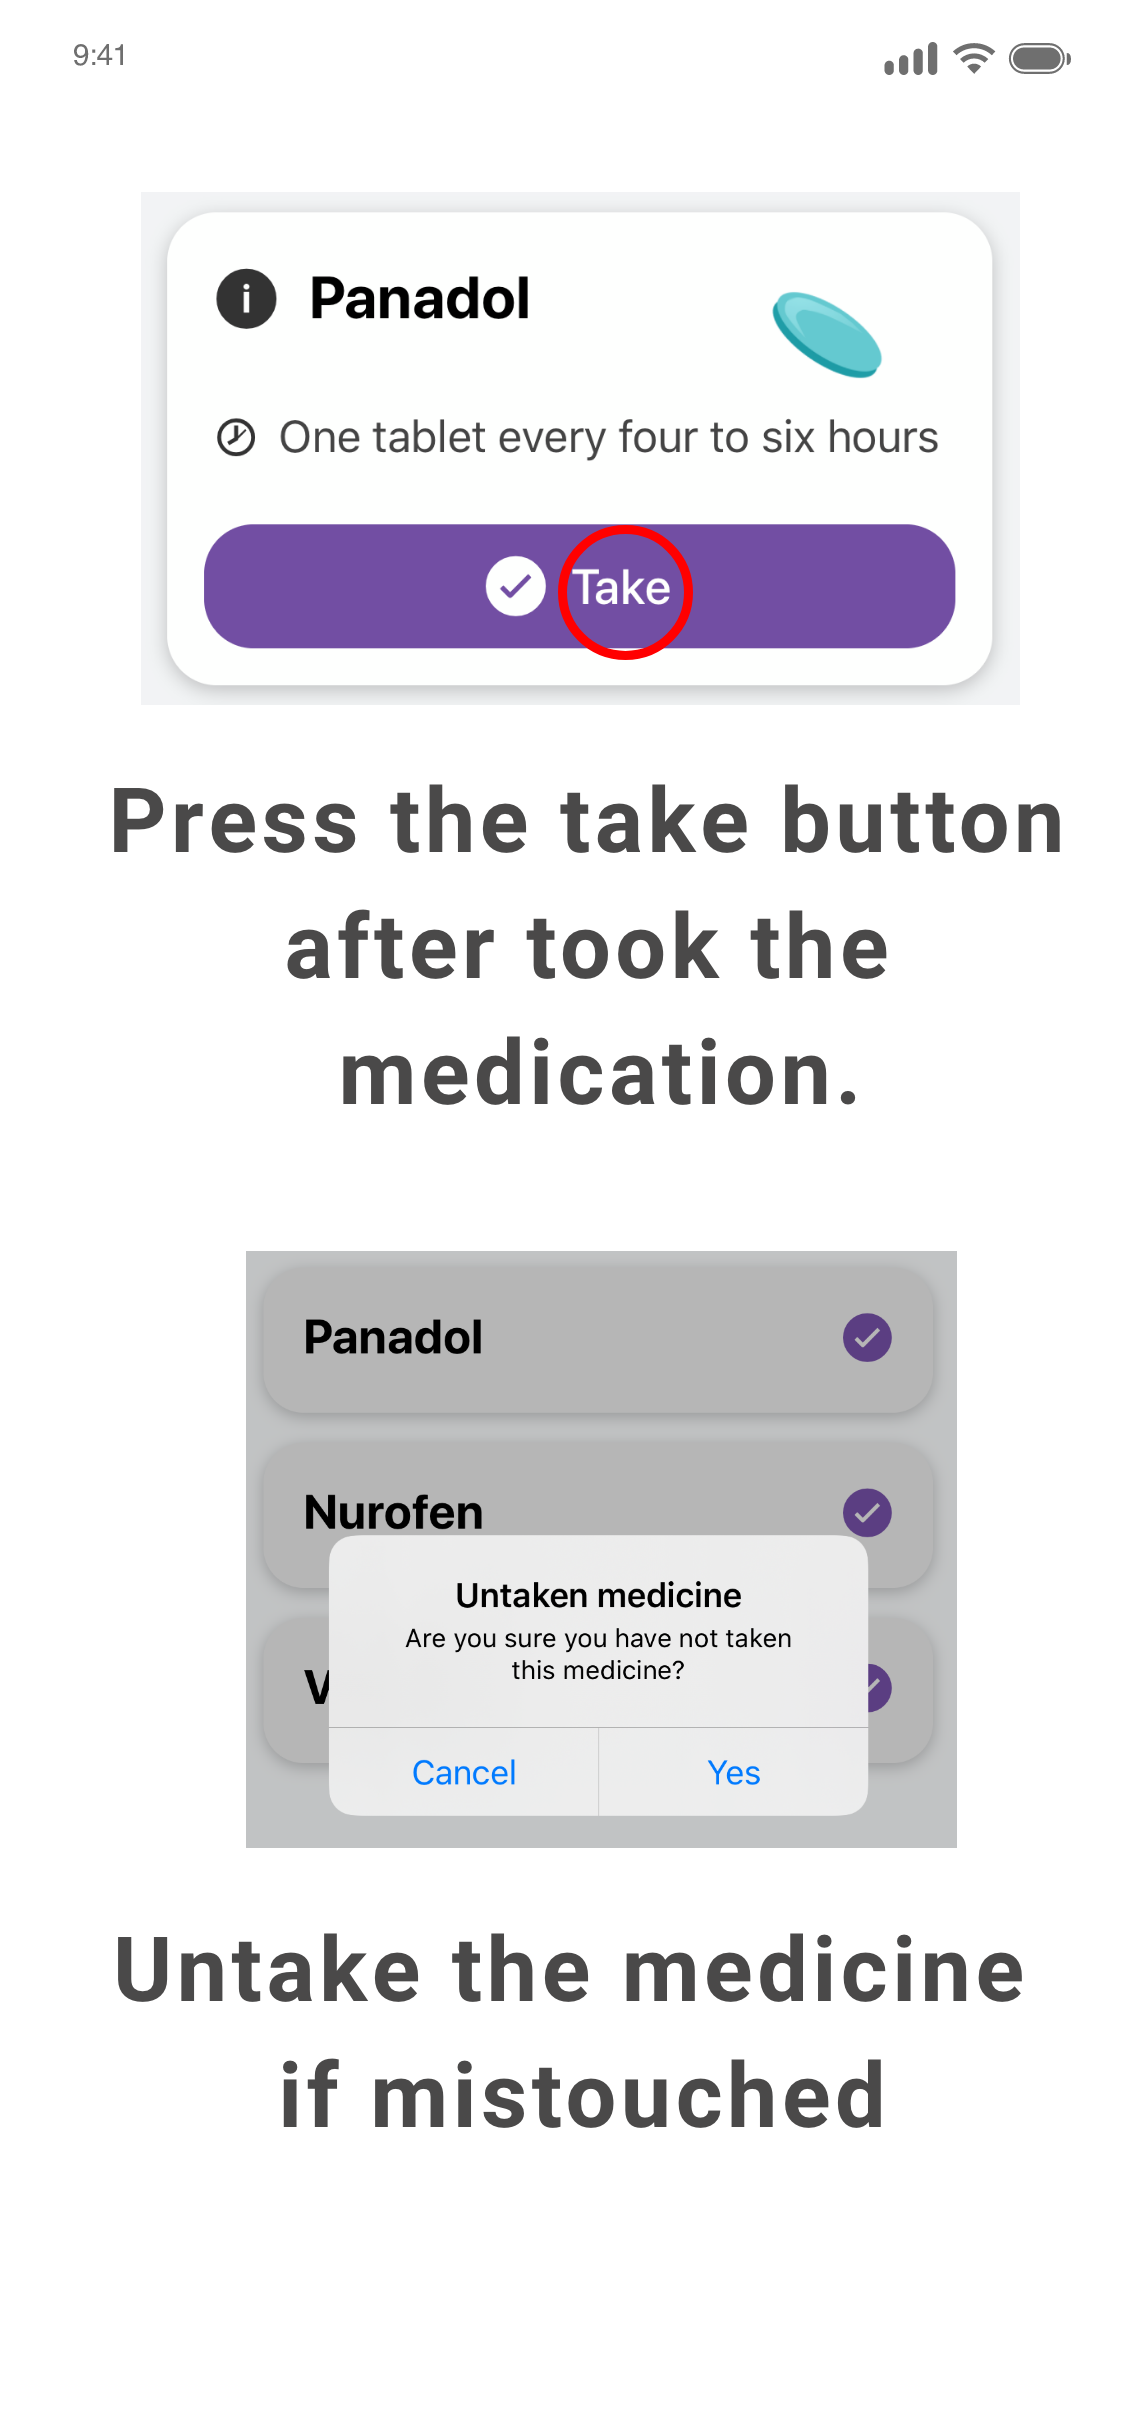 9:41
i Panadol
One tablet every four to six hours
Take
Press the take button
after took the
medication.
Panadol
Nurofen
Untaken medicine
Are you sure you have not taken
this medicine?
Cancel Yes
Untake the medicine
if mistouched